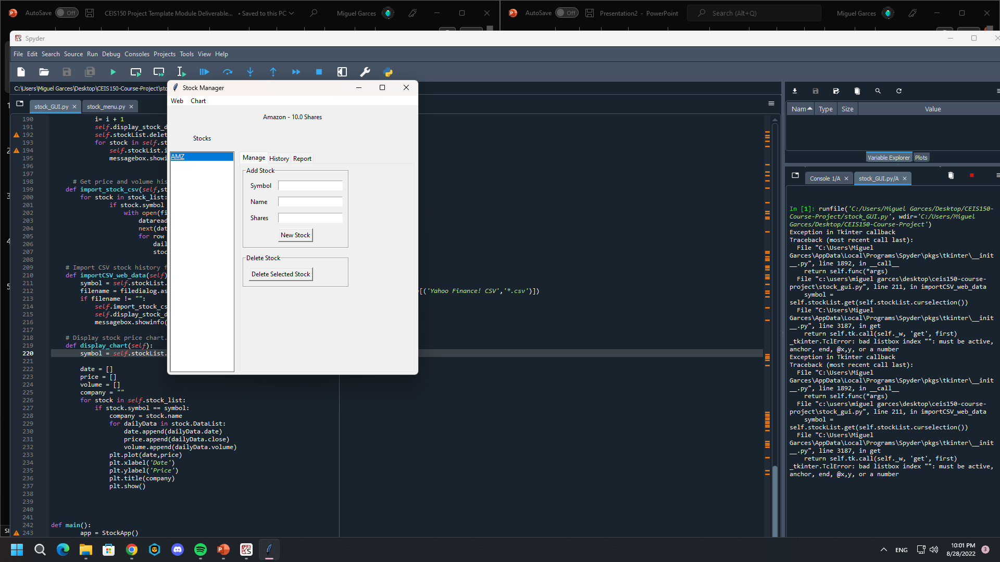 AutoSave Off CEIS150 Project Template Module Deliverable... • Saved to this PC Miguel Garces
AutoSave Off Presentation2 - PowerPoint Search (Alt+Q) Miguel Garces
Spyder
File Edit Search Source Run Debug Consoles Projects Tools View Help
C:\Users\Miguel Garces\Desktop\CEIS150-Course-Project\sto
stock_GUI.py stock_menu.py
190 i= i + 1
191 self.display_stock_d
192 self.stockList.delet
193 for stock in self.st
194 self.stockList.i
195 messagebox.showi
196
197
198 # Get price and volume his
199 def import_stock_csv(self,st
200 for stock in stock_list:
201 if stock.symbol
202 with open(fi
203 dataread
204 next(dat
205 for row
206 dail
207 stoc
208
209 # Import CSV stock history f
210 def importCSV_web_data(self)
211 symbol = self.stockList.
212 filename = filedialog.as =[('Yahoo Finance! CSV','*.csv')])
213 if filename != "":
214 self.import_stock_cs
215 self.display_stock_d
216 messagebox.showinfo(
217
218 # Display stock price chart.
219 def display_chart(self):
220 symbol = self.stockList.
221
222 date = []
223 price = []
224 volume = []
225 company = ""
226 for stock in self.stock_list:
227 if stock.symbol == symbol:
228 company = stock.name
229 for dailyData in stock.DataList:
230 date.append(dailyData.date)
231 price.append(dailyData.close)
232 volume.append(dailyData.volume)
233 plt.plot(date,price)
234 plt.xlabel('Date')
235 plt.ylabel('Price')
236 plt.title(company)
237 plt.show()
238
239
240
241
242 def main():
243 app = StockApp()
1
2
3
4
5
Sl
Stock Manager
Web Chart
Amazon - 10.0 Shares
Stocks
AMZ
Manage History Report
Add Stock
Symbol
Name
Shares
New Stock
Delete Stock
Delete Selected Stock
Nam Type Size Value
Variable Explorer Plots
Console 1/A stock_GUI.py/A
In [1]: runfile('C:/Users/Miguel Garces/Desktop/CEIS150-
Course-Project/stock_GUI.py', wdir='C:/Users/Miguel
Garces/Desktop/CEIS150-Course-Project')
Exception in Tkinter callback
Traceback (most recent call last):
File "C:\Users\Miguel
Garces\AppData\Local\Programs\Spyder\pkgs\tkinter\__init
__.py", line 1892, in __call__
return self.func(*args)
File "c:\users\miguel garces\desktop\ceis150-course-
project\stock_gui.py", line 211, in importCSV_web_data
symbol =
self.stockList.get(self.stockList.curselection())
File "C:\Users\Miguel
Garces\AppData\Local\Programs\Spyder\pkgs\tkinter\__init
__.py", line 3187, in get
return self.tk.call(self._w, 'get', first)
_tkinter.TclError: bad listbox index "": must be active,
anchor, end, @x,y, or a number
Exception in Tkinter callback
Traceback (most recent call last):
File "C:\Users\Miguel
Garces\AppData\Local\Programs\Spyder\pkgs\tkinter\__init
__.py", line 1892, in __call__
return self.func(*args)
File "c:\users\miguel garces\desktop\ceis150-course-
project\stock_gui.py", line 211, in importCSV_web_data
symbol =
self.stockList.get(self.stockList.curselection())
File "C:\Users\Miguel
Garces\AppData\Local\Programs\Spyder\pkgs\tkinter\__init
__.py", line 3187, in get
return self.tk.call(self._w, 'get', first)
_tkinter.TclError: bad listbox index "": must be active,
anchor, end, @x,y, or a number
ENG
10:01 PM
8/28/2022
3